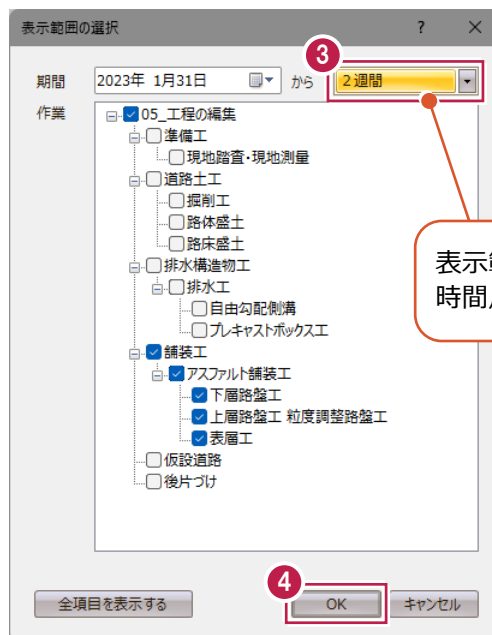 表示範囲の選択 ? ×
3
期間 2023年 1月31日 から 2週間
作業
05_工程の編集
準備工
現地踏査・現地測量
道路土工
掘削工
路体盛土
路床盛土
排水構造物工
排水工
自由勾配側溝
プレキャストボックス工
舗装工
アスファルト舗装工
下層路盤工
上層路盤工 粒度調整路盤工
表層工
仮設道路
後片づけ
表示範
時間
4
全項目を表示する OK キャンセル